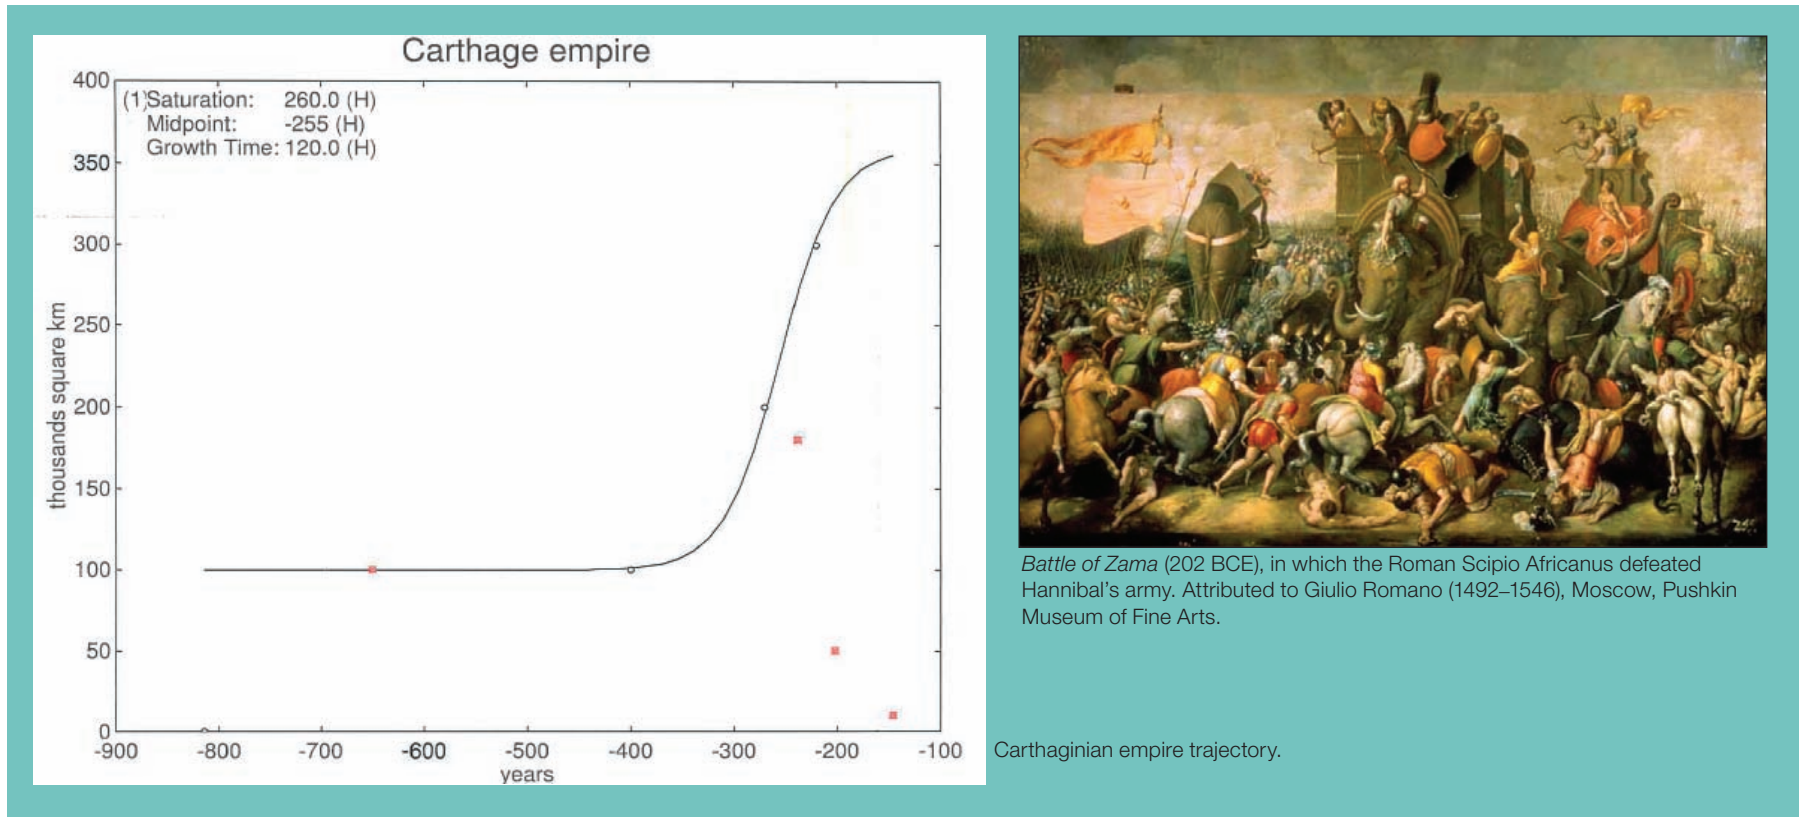 Carthage empire
400
350
300
250
200
150
100
50
0
thousands square km
(1)Saturation: 260.0 (H)
Midpoint: -255 (H)
Growth Time: 120.0 (H)
-900 -800 -700 -600 -500 -400 -300 -200 -100
years
Battle of Zama (202 BCE), in which the Roman Scipio Africanus defeated
Hannibal’s army. Attributed to Giulio Romano (1492–1546), Moscow, Pushkin
Museum of Fine Arts.
Carthaginian empire trajectory.